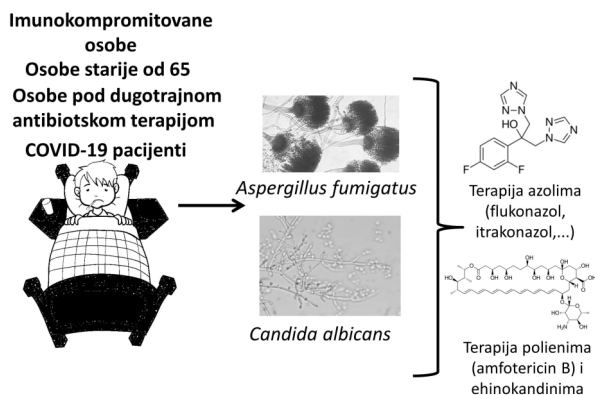 Imunokompromitovane
osobe
Osobe starije od 65
Osobe pod dugotrajnom
antibiotskom terapijom
COVID-19 pacijenti
Aspergillus fumigatus
Candida albicans
N
N
N
HO
N
N
N
F
F
Terapija azolima
(flukonazol,
itrakonazol,...)
Terapija polienima
(amfotericin B) i
ehinokandinima